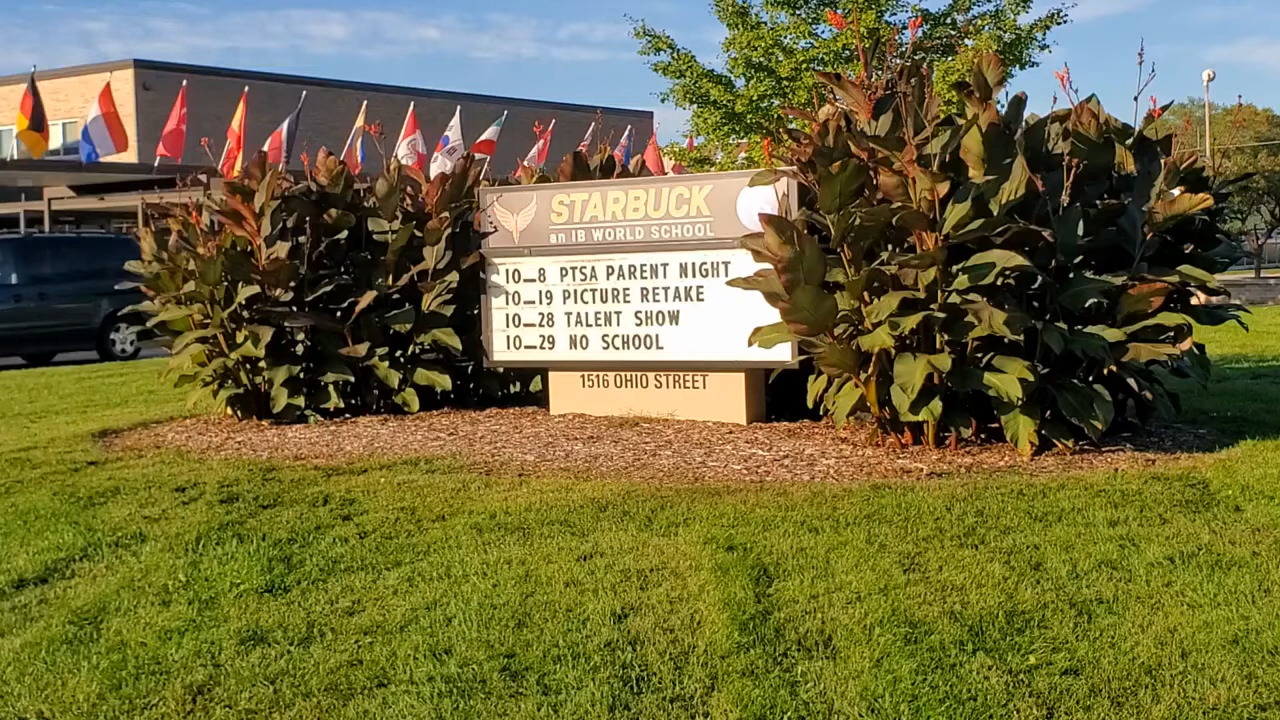 STARBUCK
an IB WORLD SCHOOL
10-8 PTSA PARENT NIGHT
10-19 PICTURE RETAKE
10-28 TALENT SHOW
10-29 NO SCHOOL
1516 OHIO STREET